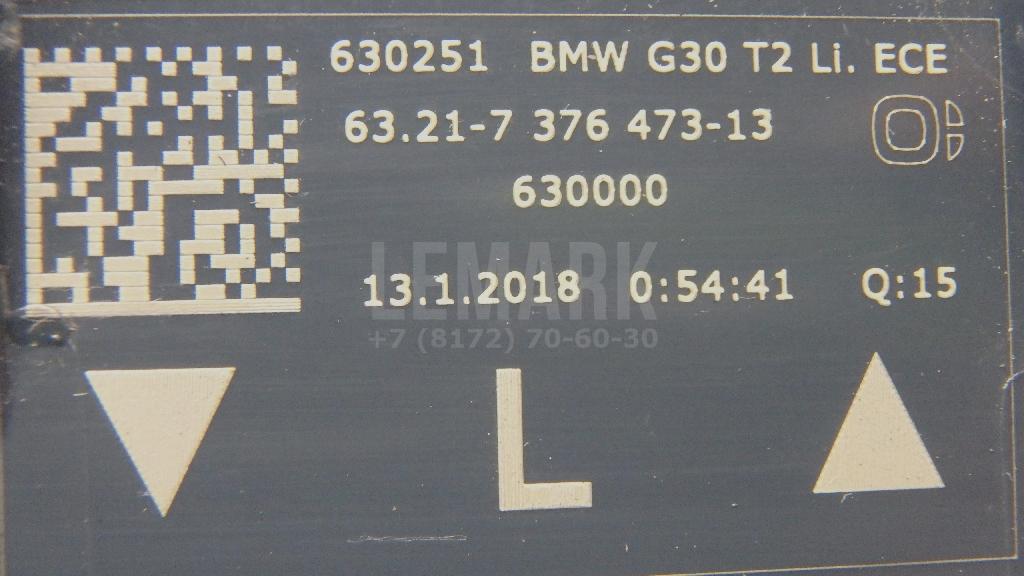 630251 BMW G30 T2 Li. ECE
63.21-7 376 473-13
630000
LEMARK
13.1.2018 0:54:41 Q:15
+7 (8172) 70-60-30
L